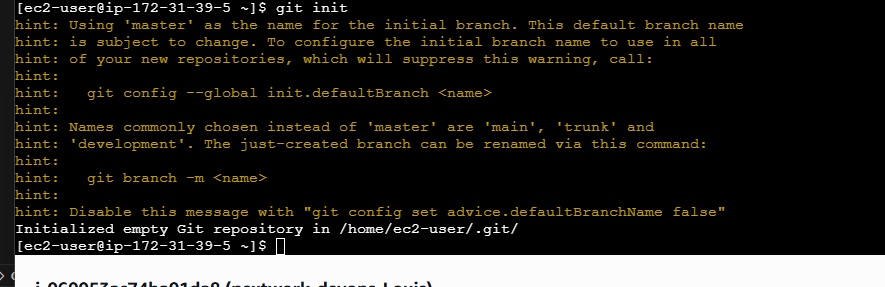 [ec2-user@ip-172-31-39-5 ~]$ git init
hint: Using 'master' as the name for the initial branch. This default branch name
hint: is subject to change. To configure the initial branch name to use in all
hint: of your new repositories, which will suppress this warning, call:
hint:
hint:   git config --global init.defaultBranch <name>
hint:
hint: Names commonly chosen instead of 'master' are 'main', 'trunk' and
hint: 'development'. The just-created branch can be renamed via this command:
hint:
hint:   git branch -m <name>
hint:
hint: Disable this message with "git config set advice.defaultBranchName false"
Initialized empty Git repository in /home/ec2-user/.git/
[ec2-user@ip-172-31-39-5 ~]$